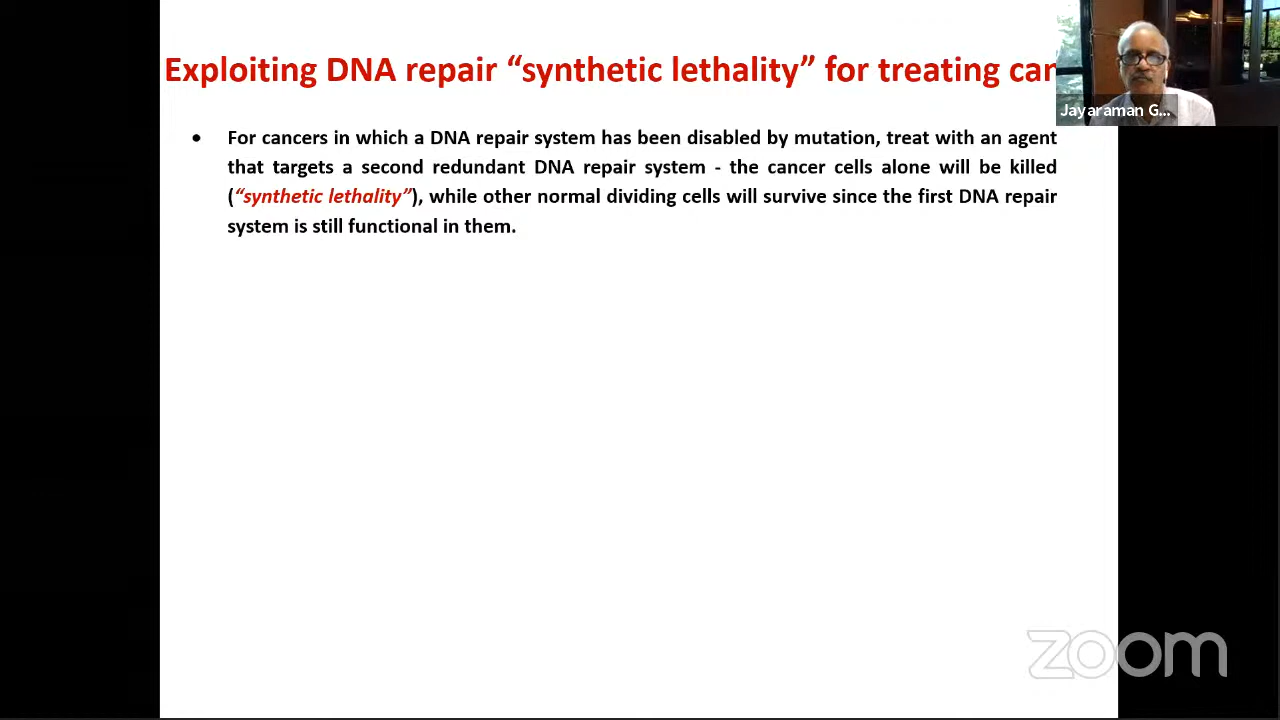 Exploiting DNA repair “synthetic lethality” for treating can
Jayaraman G...
• For cancers in which a DNA repair system has been disabled by mutation, treat with an agent
that targets a second redundant DNA repair system - the cancer cells alone will be killed
(“synthetic lethality”), while other normal dividing cells will survive since the first DNA repair
system is still functional in them.
zoom